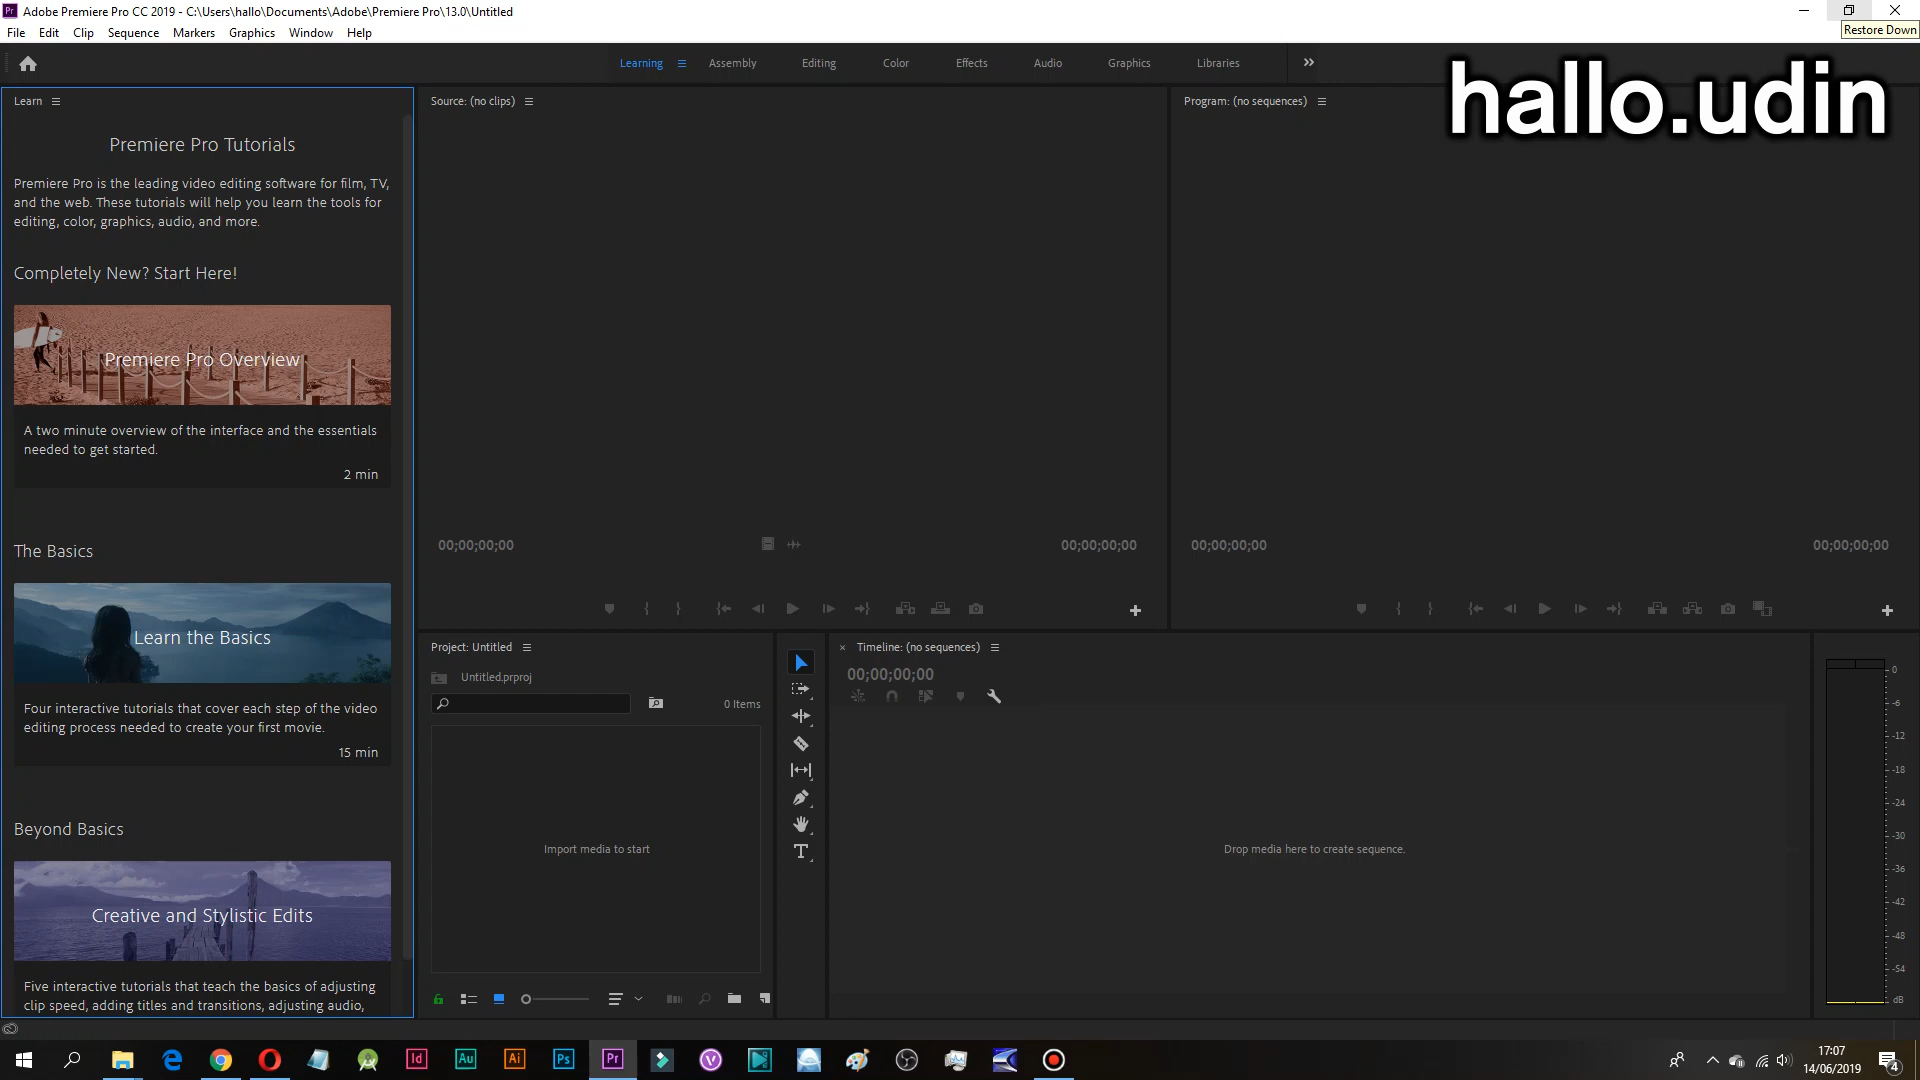 Adobe Premiere Pro CC 2019 - C:\Users\hallo\Documents\Adobe\Premiere Pro\13.0\Untitled
Restore Down
File Edit Clip Sequence Markers Graphics Window Help
Learning Assembly Editing Color Effects Audio Graphics Libraries
hallo.udin
Learn
Premiere Pro Tutorials
Premiere Pro is the leading video editing software for film, TV,
and the web. These tutorials will help you learn the tools for
editing, color, graphics, audio, and more.
Completely New? Start Here!
Premiere Pro Overview
A two minute overview of the interface and the essentials
needed to get started.
2 min
The Basics
Learn the Basics
Four interactive tutorials that cover each step of the video
editing process needed to create your first movie.
15 min
Beyond Basics
Creative and Stylistic Edits
Five interactive tutorials that teach the basics of adjusting
clip speed, adding titles and transitions, adjusting audio,
Source: (no clips)
00;00;00;00
00;00;00;00
Program: (no sequences)
00;00;00;00
00;00;00;00
Project: Untitled
Untitled.prproj
0 Items
Import media to start
T
× Timeline: (no sequences)
00;00;00;00
Drop media here to create sequence.
0
-6
-12
-18
-24
-30
-36
-42
-48
-54
dB
Id
Au
Ai
Ps
Pr
17:07
14/06/2019
4